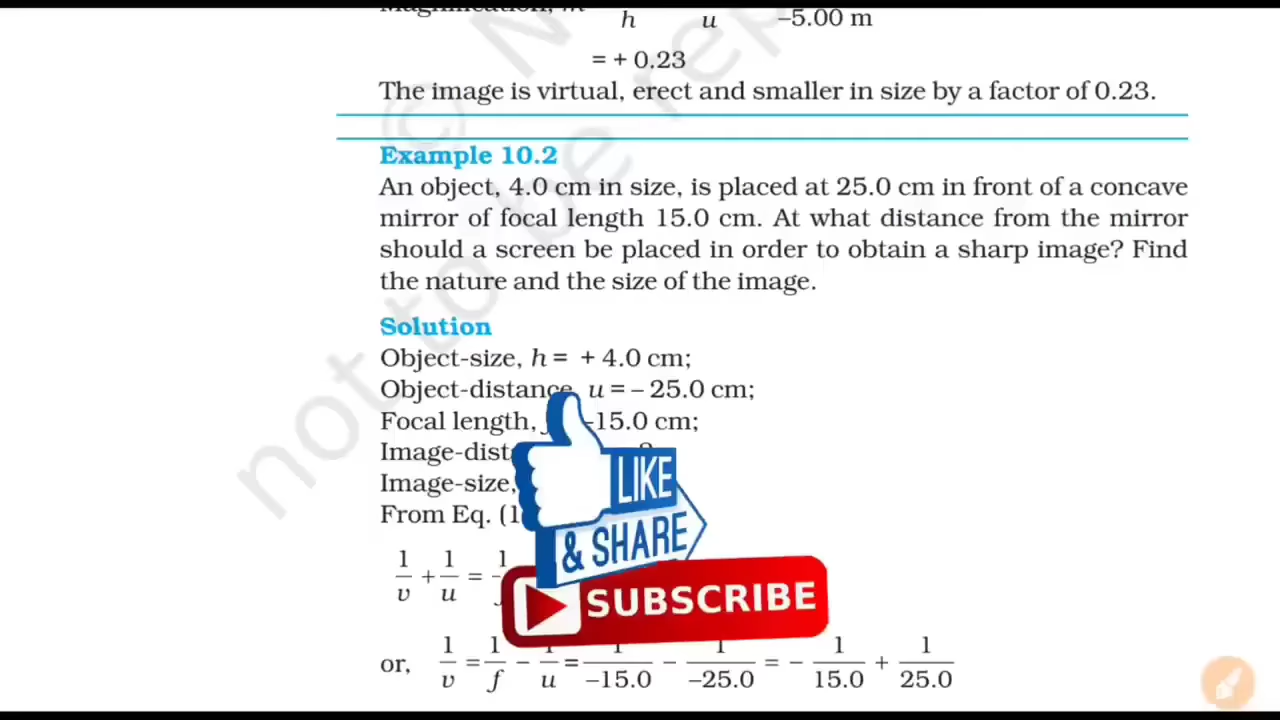 h u –5.00 m
= + 0.23
The image is virtual, erect and smaller in size by a factor of 0.23.
Example 10.2
An object, 4.0 cm in size, is placed at 25.0 cm in front of a concave
mirror of focal length 15.0 cm. At what distance from the mirror
should a screen be placed in order to obtain a sharp image? Find
the nature and the size of the image.
Solution
Object-size, h = + 4.0 cm;
Object-distance, u = – 25.0 cm;
Focal length, –15.0 cm;
Image-size,
From Eq. (1
LIKE
& SHARE
SUBSCRIBE
1/v + 1/u = 1
or, 1/v = 1/f − 1/u = 1/–15.0 − 1/–25.0 = − 1/15.0 + 1/25.0
not to be